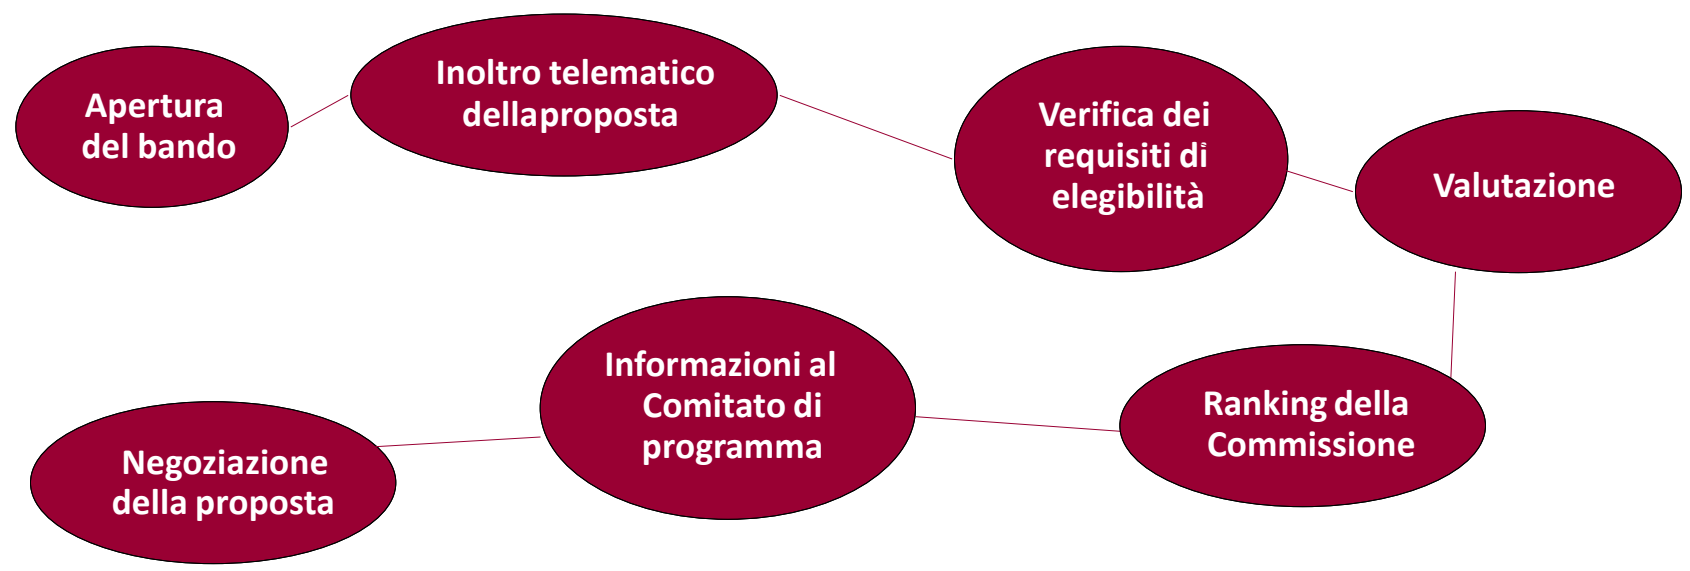 Apertura
del bando
Inoltro telematico
dellaproposta
Verifica dei
requisiti di
elegibilità
Valutazione
Ranking della
Commissione
Informazioni al
Comitato di
programma
Negoziazione
della proposta